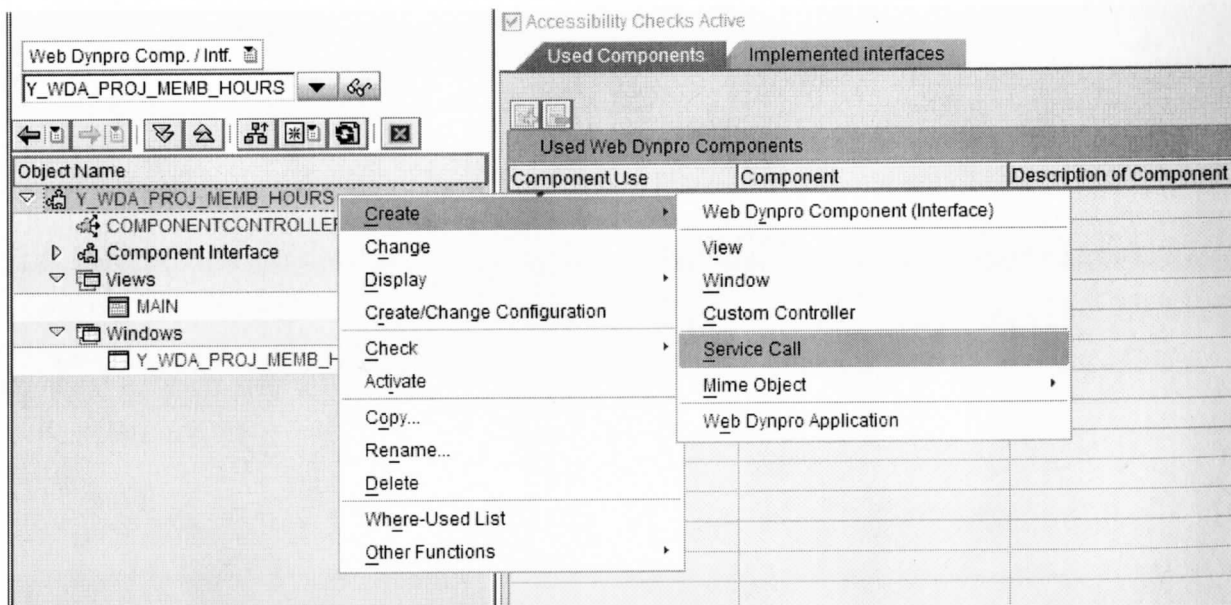 Accessibility Checks Active
Web Dynpro Comp. / Intf.
Used Components
Implemented interfaces
Y_WDA_PROJ_MEMB_HOURS
Used Web Dynpro Components
Object Name
Component Use
Component
Description of Component
Y_WDA_PROJ_MEMB_HOURS
COMPONENTCONTROLLER
Component Interface
Views
MAIN
Windows
Y_WDA_PROJ_MEMB_H
Create
Change
Display
Create/Change Configuration
Check
Activate
Copy...
Rename...
Delete
Where-Used List
Other Functions
Web Dynpro Component (Interface)
View
Window
Custom Controller
Service Call
Mime Object
Web Dynpro Application